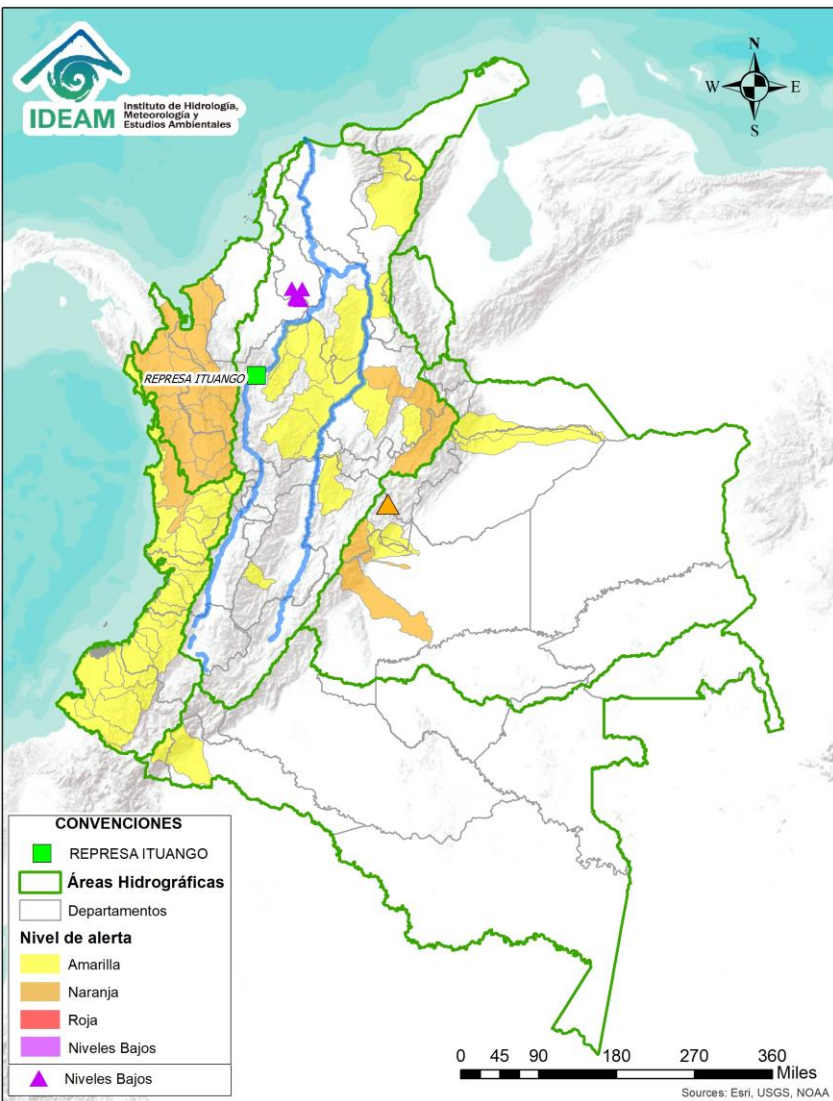 IDEAM
Instituto de Hidrología,
Meteorología y
Estudios Ambientales
N
W
E
S
REPRESA ITUANGO
CONVENCIONES
REPRESA ITUANGO
Áreas Hidrográficas
Departamentos
Nivel de alerta
Amarilla
Naranja
Roja
Niveles Bajos
Niveles Bajos
0 45 90 180 270 360
Miles
Sources: Esri, USGS, NOAA